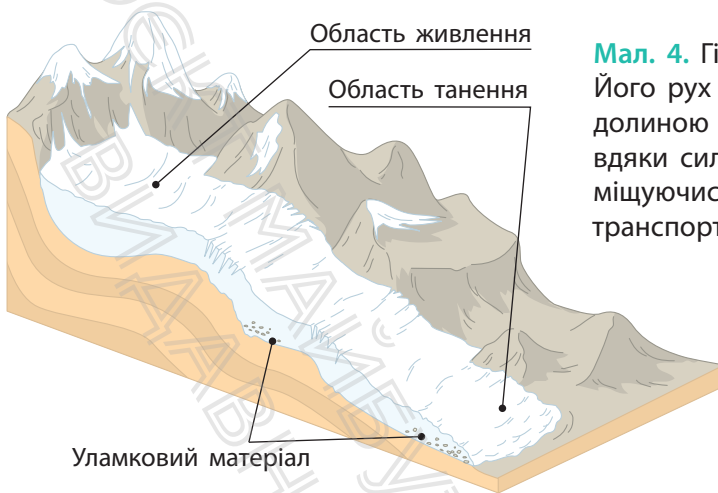 Область живлення
Область танення
Мал. 4. Гі
Його рух
долиною
вдяки сил
міщуючис
транспорт
Уламковий матеріал